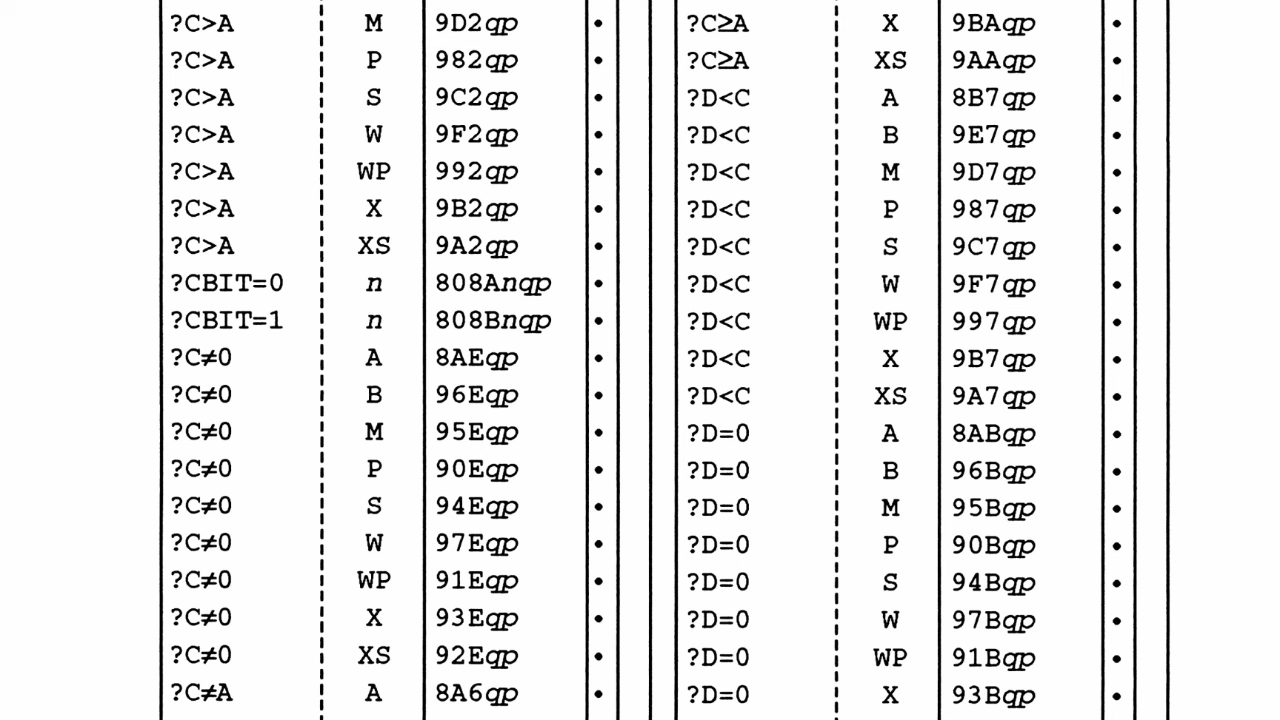 ?C>A M 9D2qp •
?C>A P 982qp •
?C>A S 9C2qp •
?C>A W 9F2qp •
?C>A WP 992qp •
?C>A X 9B2qp •
?C>A XS 9A2qp •
?CBIT=0 n 808Anqp •
?CBIT=1 n 808Bnqp •
?C≠0 A 8AEqp •
?C≠0 B 96Eqp •
?C≠0 M 95Eqp •
?C≠0 P 90Eqp •
?C≠0 S 94Eqp •
?C≠0 W 97Eqp •
?C≠0 WP 91Eqp •
?C≠0 X 93Eqp •
?C≠0 XS 92Eqp •
?C≠A A 8A6qp •
?C≥A X 9BAqp •
?C≥A XS 9AAqp •
?D<C A 8B7qp •
?D<C B 9E7qp •
?D<C M 9D7qp •
?D<C P 987qp •
?D<C S 9C7qp •
?D<C W 9F7qp •
?D<C WP 997qp •
?D<C X 9B7qp •
?D<C XS 9A7qp •
?D=0 A 8ABqp •
?D=0 B 96Bqp •
?D=0 M 95Bqp •
?D=0 P 90Bqp •
?D=0 S 94Bqp •
?D=0 W 97Bqp •
?D=0 WP 91Bqp •
?D=0 X 93Bqp •